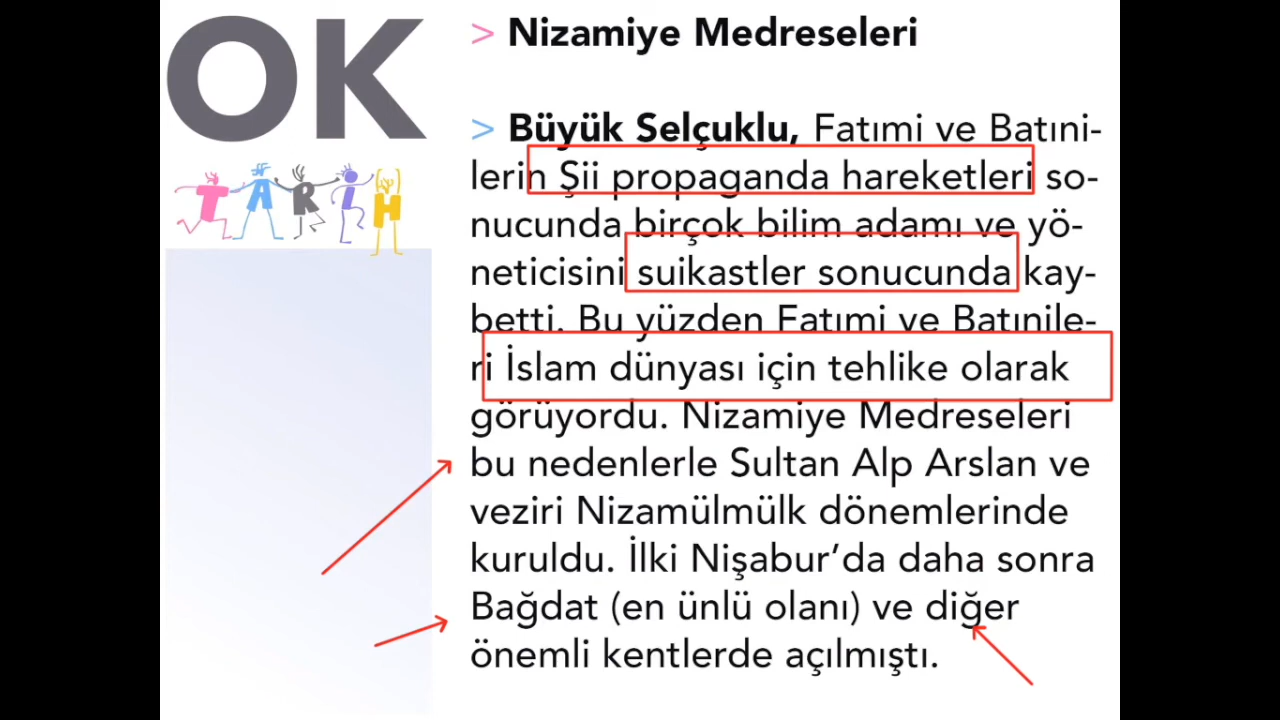 OK
TARİH
> Nizamiye Medreseleri
> Büyük Selçuklu, Fatımi ve Batıni-
lerin Şii propaganda hareketleri so-
nucunda birçok bilim adamı ve yö-
neticisini suikastler sonucunda kay-
betti. Bu yüzden Fatımi ve Batınile-
ri İslam dünyası için tehlike olarak
görüyordu. Nizamiye Medreseleri
bu nedenlerle Sultan Alp Arslan ve
veziri Nizamülmülk dönemlerinde
kuruldu. İlki Nişabur’da daha sonra
Bağdat (en ünlü olanı) ve diğer
önemli kentlerde açılmıştı.